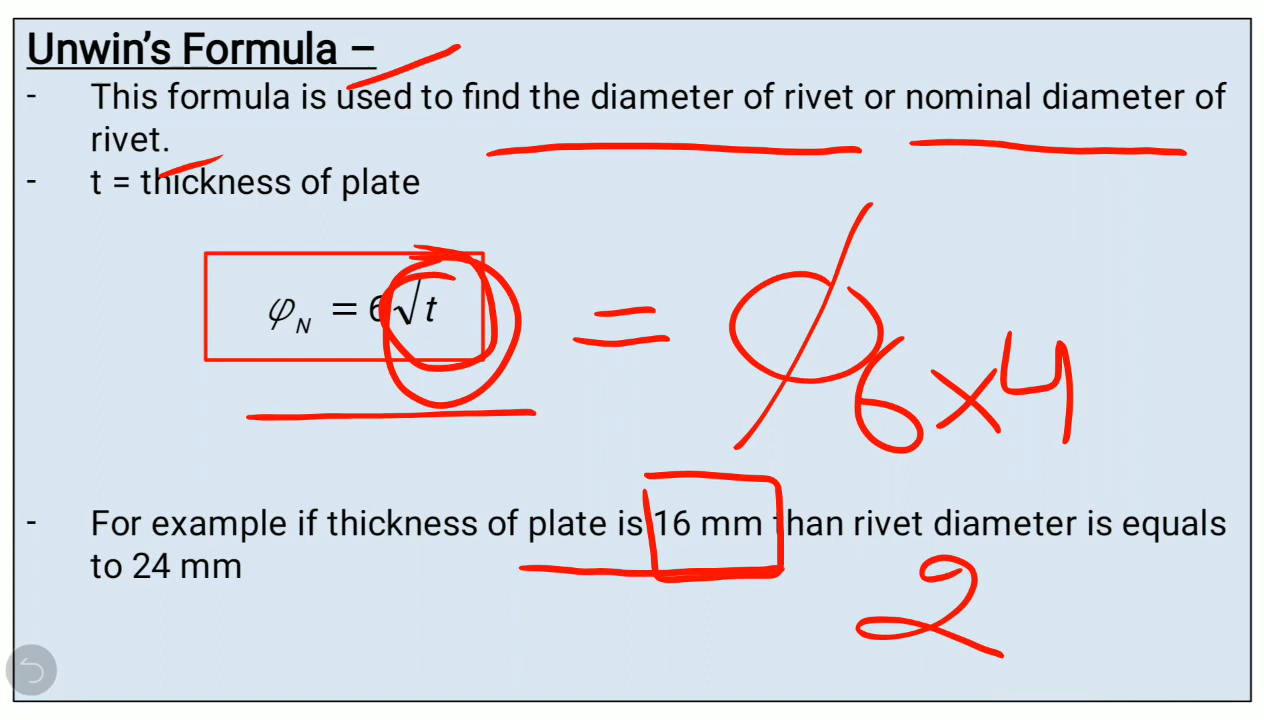 Unwin's Formula –
- This formula is used to find the diameter of rivet or nominal diameter of
rivet.
- t = thickness of plate
φN = 6√t = ϕ 6×4
- For example if thickness of plate is 16 mm than rivet diameter is equals
to 24 mm
2